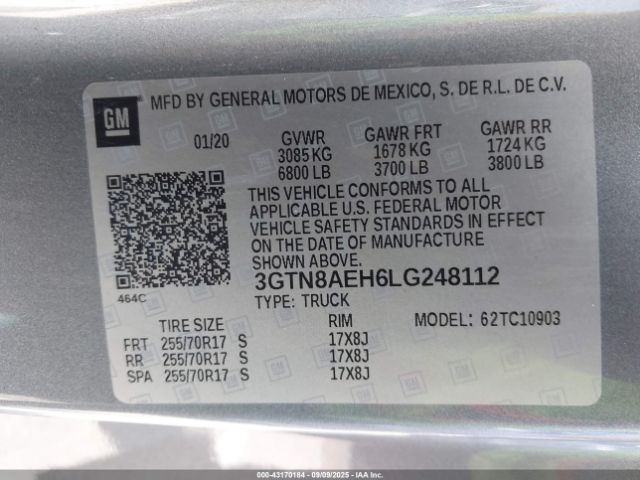 GM
MFD BY GENERAL MOTORS DE MEXICO, S. DE R.L. DE C.V.
01/20 GVWR GAWR FRT GAWR RR
3085 KG 1678 KG 1724 KG
6800 LB 3700 LB 3800 LB
THIS VEHICLE CONFORMS TO ALL
APPLICABLE U.S. FEDERAL MOTOR
VEHICLE SAFETY STANDARDS IN EFFECT
ON THE DATE OF MANUFACTURE
SHOWN ABOVE.
464C
3GTN8AEH6LG248112
TYPE: TRUCK
TIRE SIZE RIM MODEL: 62TC10903
FRT 255/70R17 S 17X8J
RR 255/70R17 S 17X8J
SPA 255/70R17 S 17X8J
000-43170184 - 09/09/2025 - IAAI.COM